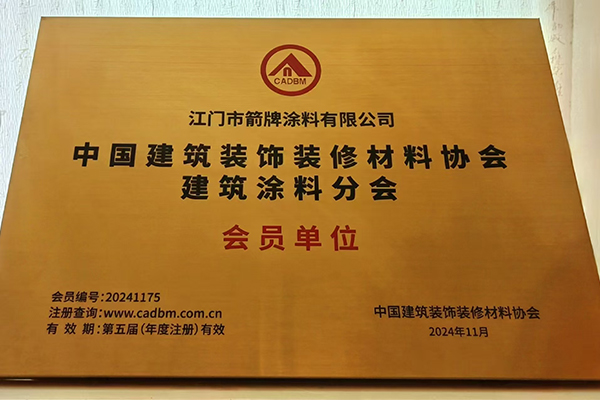 CADBM
江门市箭牌涂料有限公司
中国建筑装饰装修材料协会
建筑涂料分会
会员单位
会员编号:20241175
注册查询:www.cadbm.com.cn
有 效 期:第五届(年度注册)有效
中国建筑装饰装修材料协会
2024年11月